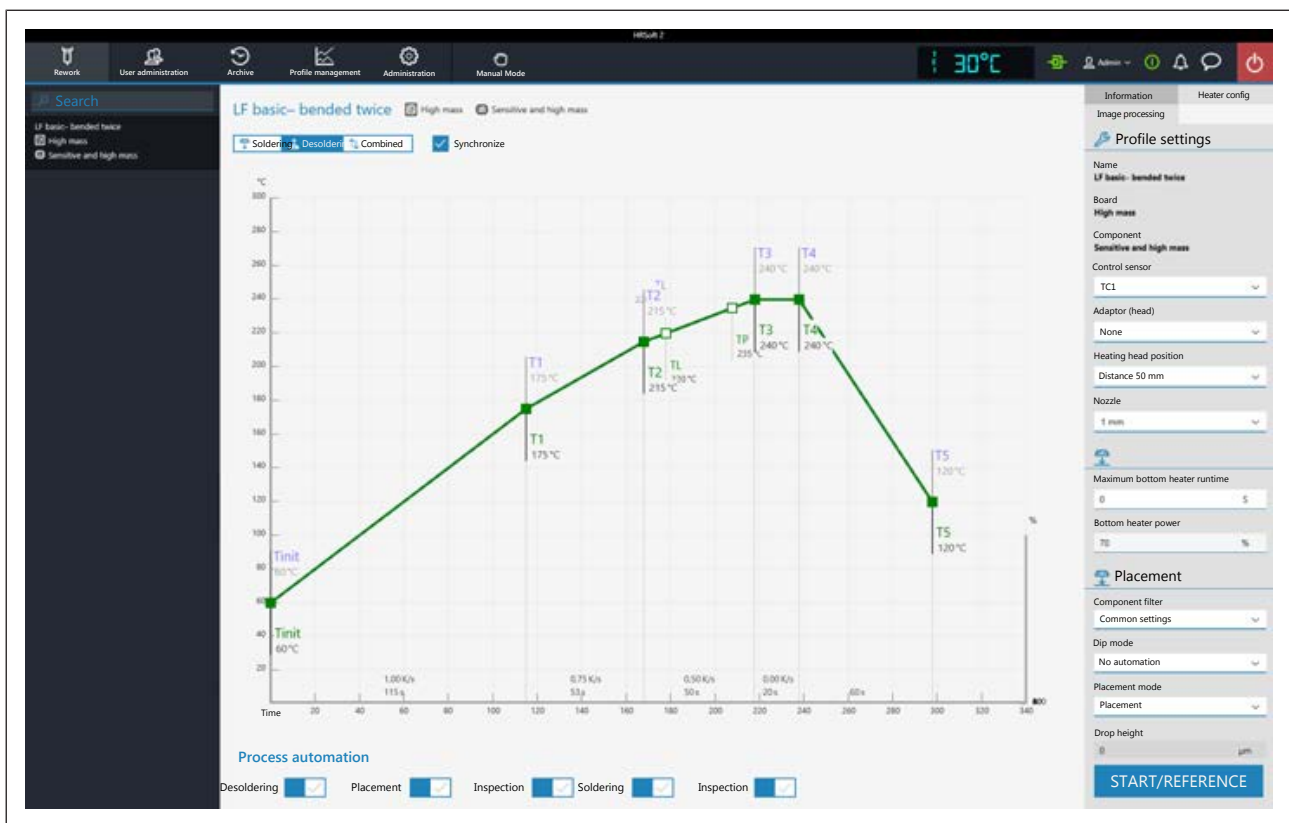 HRSoft 2
Rework
User administration
Archive
Profile management
Administration
Manual Mode
30°C
Admin
Search
LF basic- bended twice
High mass
Sensitive and high mass
LF basic– bended twice High mass Sensitive and high mass
Soldering Desolderi Combined Synchronize
°C
300
280
260
240
220
200
180
160
140
120
100
80
60
40
20
Tinit
60°C
Tinit
60°C
T1
175°C
T1
175°C
TL
T2
215°C
T2
215°C
TL
TP
235°C
T3
240°C
T3
240°C
T4
240°C
T4
240°C
T5
120°C
T5
120°C
%
1.00 K/s 0.75 K/s 0.50 K/s 0.00 K/s
115 s 53 s 50 s 20 s 60 s
Time 20 40 60 80 100 120 140 160 180 200 220 240 260 280 300 320 340
Process automation
Desoldering Placement Inspection Soldering Inspection
Information Heater config
Image processing
Profile settings
Name
LF basic- bended twice
Board
High mass
Component
Sensitive and high mass
Control sensor
TC1
Adaptor (head)
None
Heating head position
Distance 50 mm
Nozzle
1 mm
Maximum bottom heater runtime
0 S
Bottom heater power
70 %
Placement
Component filter
Common settings
Dip mode
No automation
Placement mode
Placement
Drop height
0 µm
START/REFERENCE